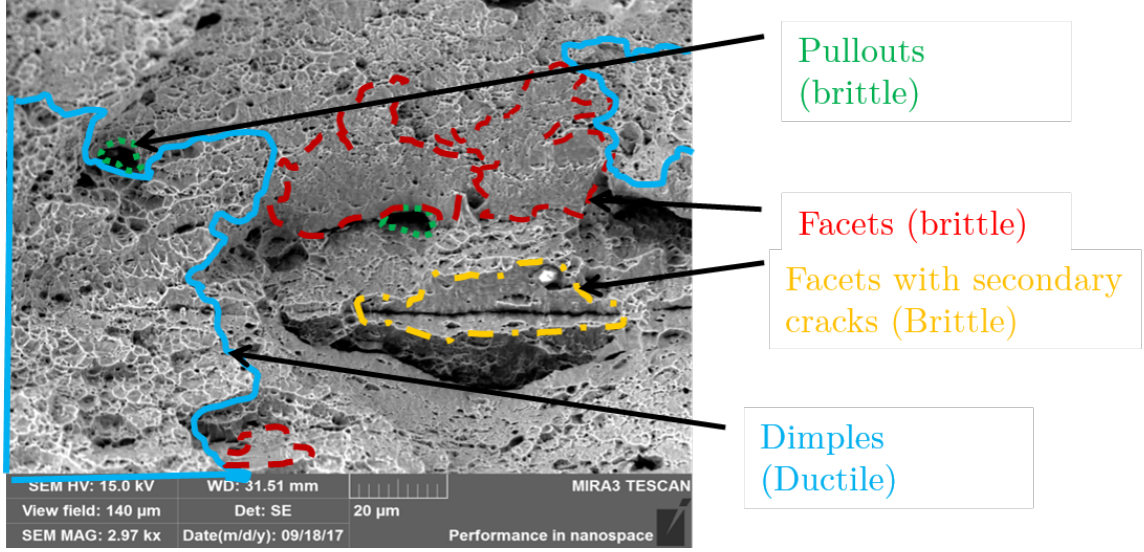 Pullouts
(brittle)
Facets (brittle)
Facets with secondary
cracks (Brittle)
Dimples
(Ductile)
SEM HV: 15.0 kV WD: 31.51 mm MIRA3 TESCAN
View field: 140 µm Det: SE 20 µm
SEM MAG: 2.97 kx Date(m/d/y): 09/18/17 Performance in nanospace